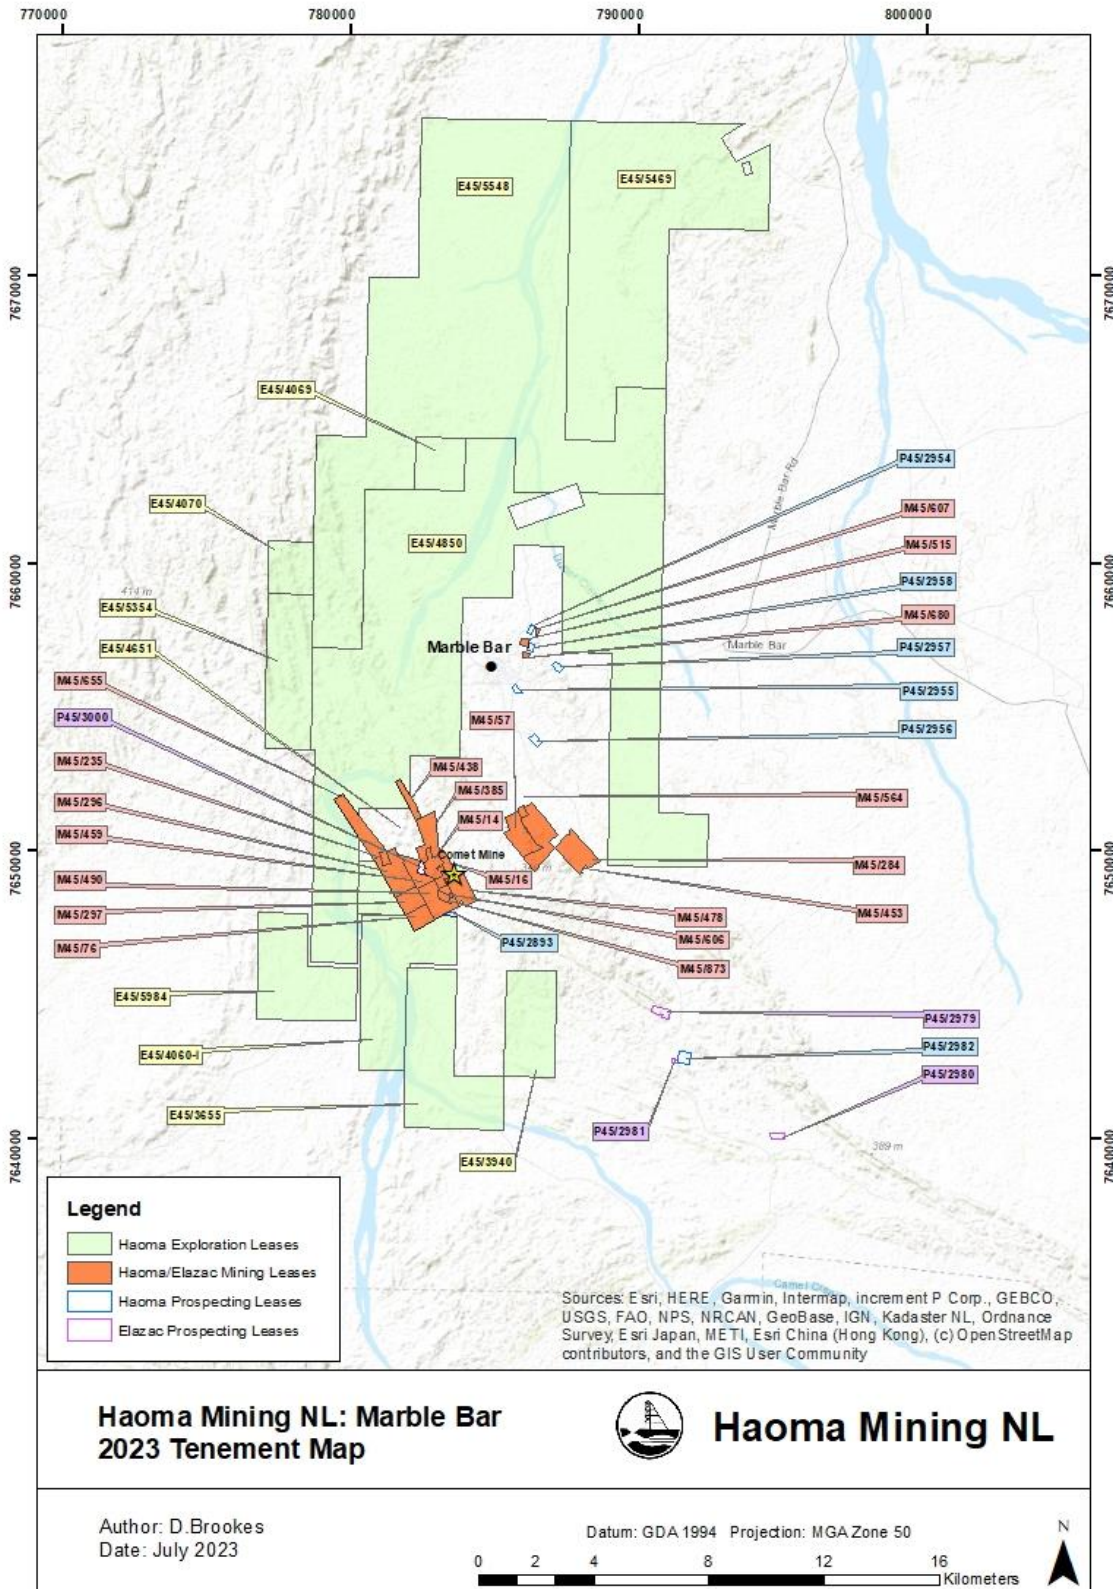 770000
780000
790000
800000
E45/5548
E45/5469
7670000
7670000
E45/4069
P45/2954
Marble Bar Rd
E45/4070
M45/607
E45/4850
M45/515
7660000
7660000
P45/2958
414 m
E45/5354
M45/680
Marble Bar
Marble Bar
P45/2957
E45/4651
M45/655
P45/2955
P45/3000
M45/57
P45/2956
M45/235
M45/438
M45/385
M45/564
M45/296
M45/14
M45/459
7650000
7650000
Comet Mine
M45/284
M45/490
M45/16
M45/297
M45/478
M45/453
M45/76
M45/606
P45/2893
M45/873
E45/5984
P45/2979
E45/4060-I
P45/2982
P45/2980
E45/3655
P45/2981
7640000
7640000
389 m
E45/3940
Legend
Haoma Exploration Leases
Haoma/Elazac Mining Leases
Haoma Prospecting Leases
Elazac Prospecting Leases
Camel Creek
Sources: Esri, HERE, Garmin, Intermap, increment P Corp., GEBCO,
USGS, FAO, NPS, NRCAN, GeoBase, IGN, Kadaster NL, Ordnance
Survey, Esri Japan, METI, Esri China (Hong Kong), (c) OpenStreetMap
contributors, and the GIS User Community
Haoma Mining NL: Marble Bar
2023 Tenement Map
Haoma Mining NL
Author: D.Brookes
Date: July 2023
Datum: GDA 1994 Projection: MGA Zone 50
N
0 2 4 8 12 16
Kilometers